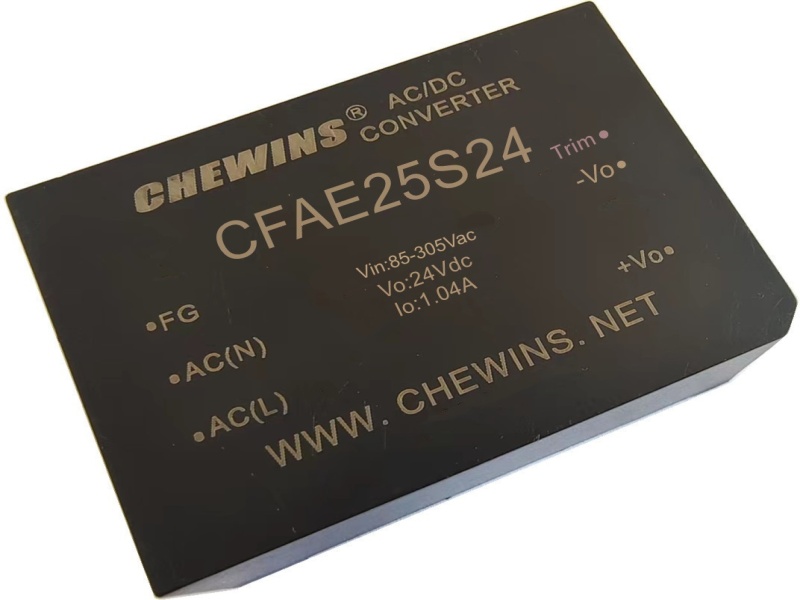 CHEWINS® AC/DC
CONVERTER
CFAE25S24
Trim•
-Vo•
Vin:85-305Vac
Vo:24Vdc
Io:1.04A
+Vo•
•FG
•AC(N)
•AC(L)
WWW. CHEWINS. NET